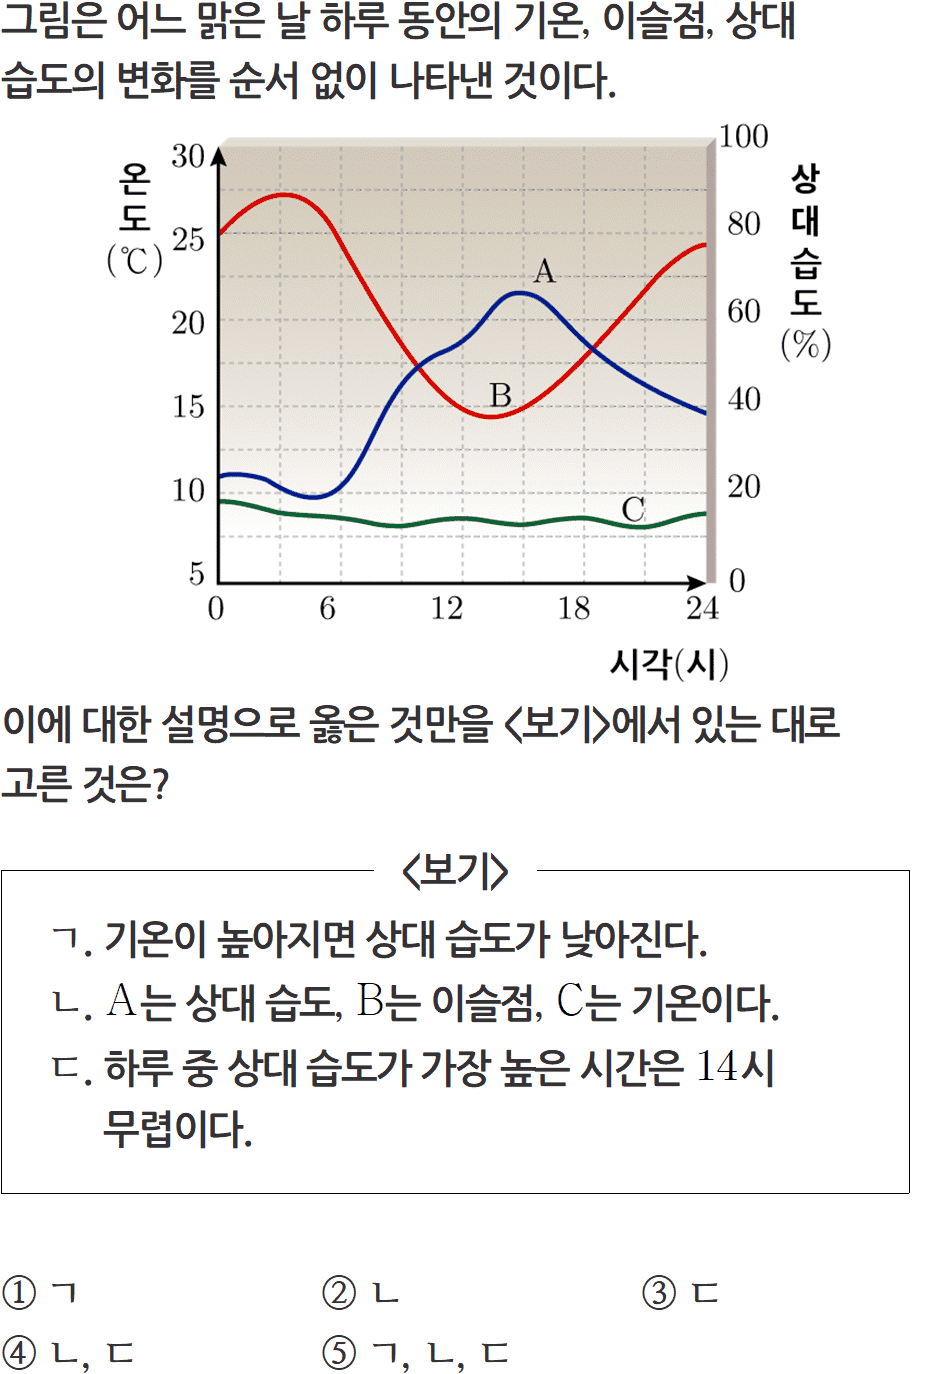 그림은 어느 맑은 날 하루 동안의 기온, 이슬점, 상대
습도의 변화를 순서 없이 나타낸 것이다.
온도(℃)
30
25
20
15
10
5
상대습도(%)
100
80
60
40
20
0
A
B
C
0 6 12 18 24
시각(시)
이에 대한 설명으로 옳은 것만을 <보기>에서 있는 대로
고른 것은?
<보기>
ㄱ. 기온이 높아지면 상대 습도가 낮아진다.
ㄴ. A는 상대 습도, B는 이슬점, C는 기온이다.
ㄷ. 하루 중 상대 습도가 가장 높은 시간은 14시
무렵이다.
① ㄱ ② ㄴ ③ ㄷ
④ ㄴ, ㄷ ⑤ ㄱ, ㄴ, ㄷ